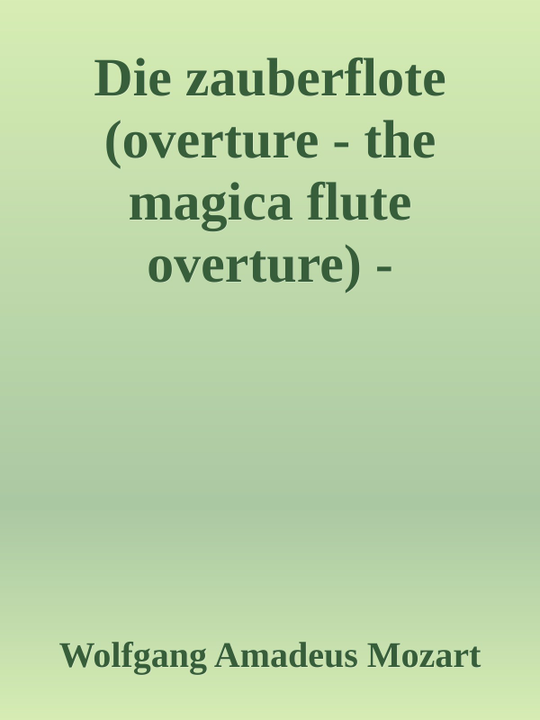 Die zauberflote
(overture - the
magica flute
overture) -
Wolfgang Amadeus Mozart